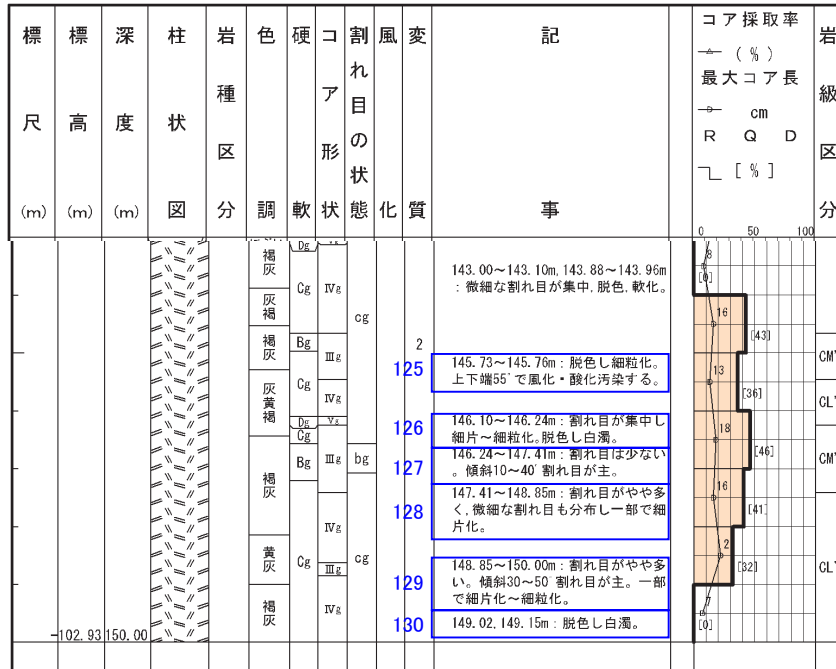 標尺(m)
標高(m)
深度(m)
柱状図
岩種区分
色調
硬軟
コア形状
割れ目の状態
風化
変質
記事
コア採取率
(%)
最大コア長
cm
R Q D
[%]
岩級区分
0 50 100
Dg
褐灰
Cg
IVg
143.00～143.10m, 143.88～143.96m
：微細な割れ目が集中, 脱色, 軟化。
8
[0]
灰褐
cg
16
[43]
褐灰
Bg
IIIg
2
CM'
125
145.73～145.76m：脱色し細粒化。
上下端55°で風化・酸化汚染する。
13
[36]
灰黄褐
Cg
IVg
CL'
Dg
Vg
126
146.10～146.24m：割れ目が集中し
細片～細粒化。脱色し白濁。
18
[46]
Cg
褐灰
Bg
IIIg
bg
127
146.24～147.41m：割れ目は少ない
。傾斜10～40°割れ目が主。
CM'
16
[41]
128
147.41～148.85m：割れ目がやや多
く, 微細な割れ目も分布し一部で細
片化。
IVg
黄灰
Cg
IIIg
cg
2
[32]
CL'
129
148.85～150.00m：割れ目がやや多
い。傾斜30～50°割れ目が主。一部
で細片化～細粒化。
褐灰
IVg
7
[0]
130
149.02, 149.15m：脱色し白濁。
-102.93 150.00